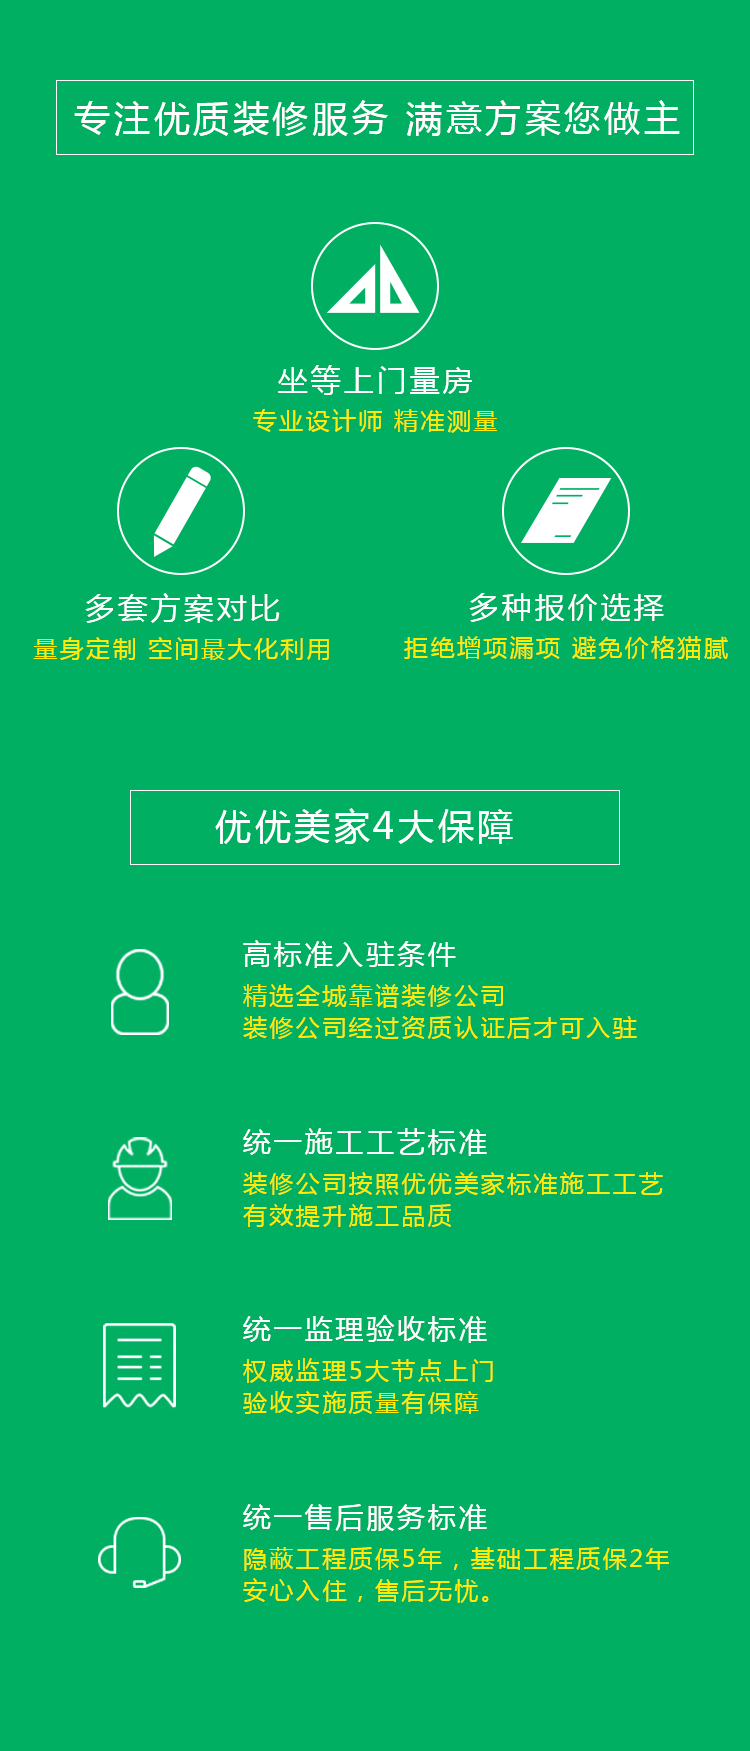 专注优质装修服务 满意方案您做主
坐等上门量房
专业设计师 精准测量
多套方案对比
量身定制 空间最大化利用
多种报价选择
拒绝增项漏项 避免价格猫腻
优优美家4大保障
高标准入驻条件
精选全城靠谱装修公司
装修公司经过资质认证后才可入驻
统一施工工艺标准
装修公司按照优优美家标准施工工艺
有效提升施工品质
统一监理验收标准
权威监理5大节点上门
验收实施质量有保障
统一售后服务标准
隐蔽工程质保5年，基础工程质保2年
安心入住，售后无忧。